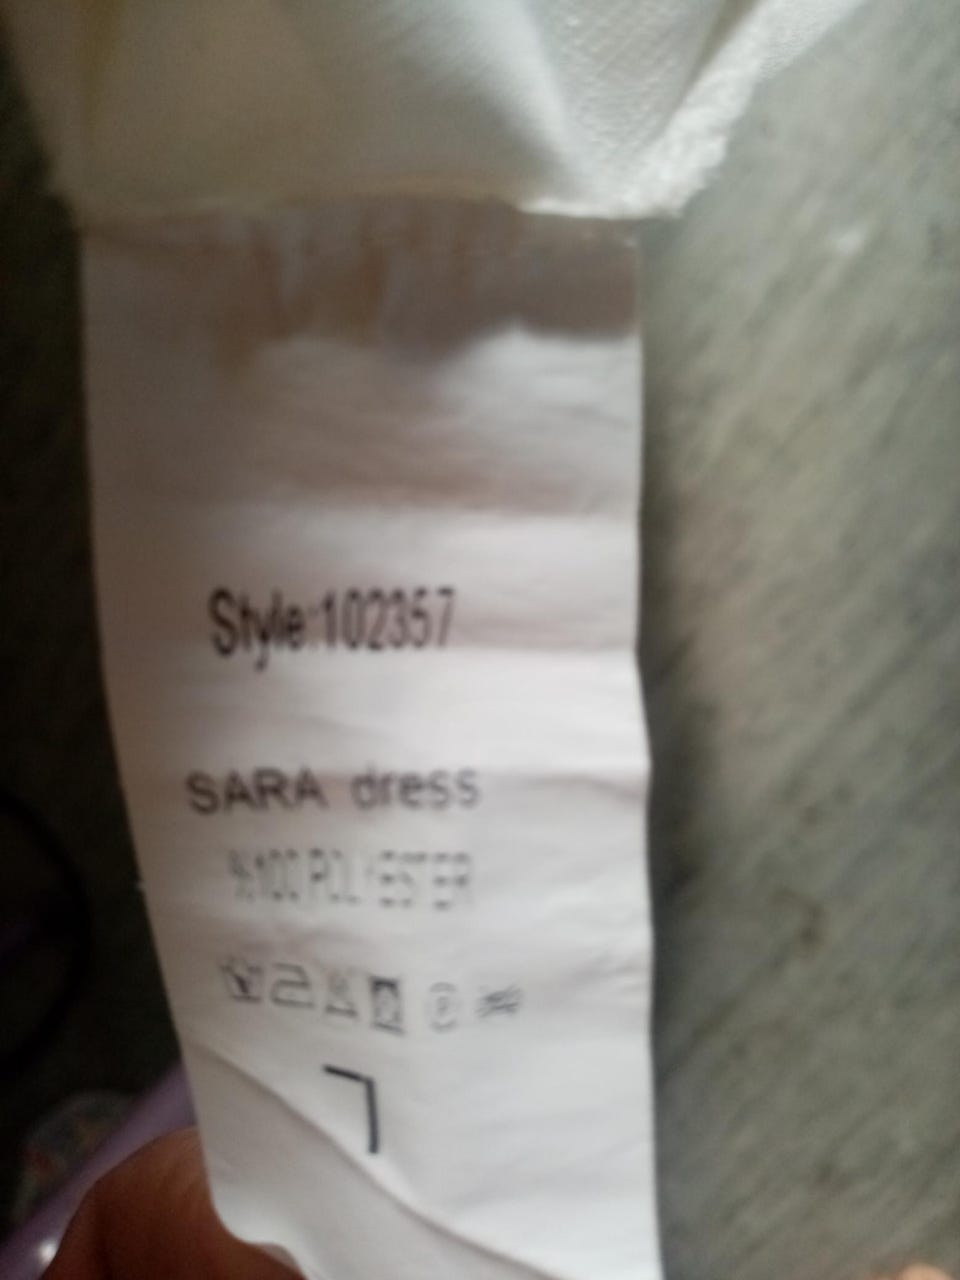 Style:102357
SARA dress
%100 POLYESTER
L